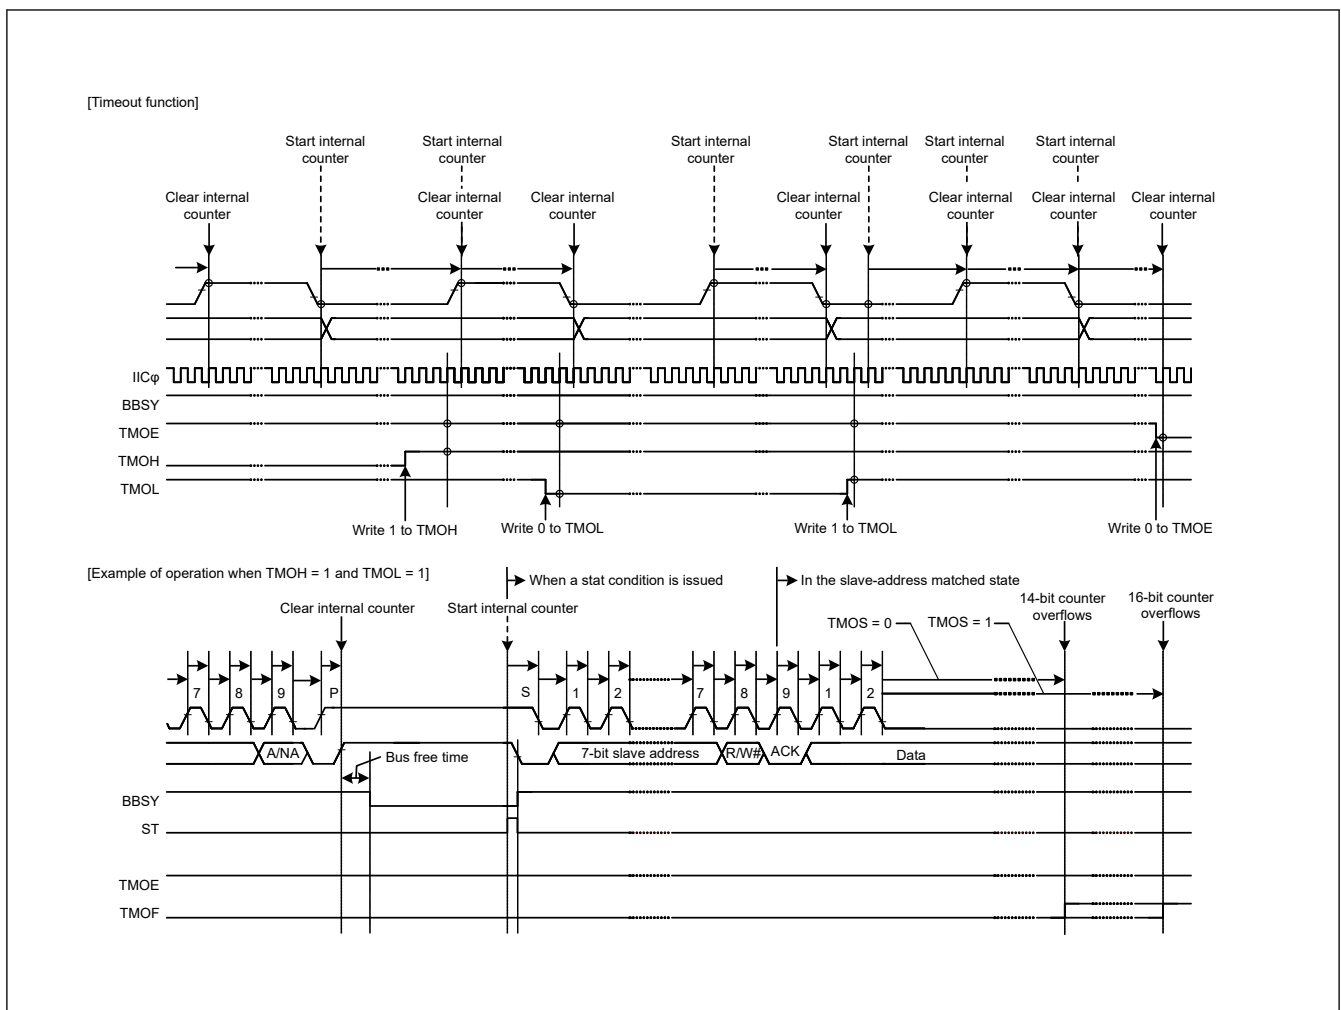 [Timeout function]
Start internal counter
Start internal counter
Start internal counter
Start internal counter
Start internal counter
Start internal counter
Clear internal counter
Clear internal counter
Clear internal counter
Clear internal counter
Clear internal counter
Clear internal counter
Clear internal counter
IICφ
BBSY
TMOE
TMOH
TMOL
Write 1 to TMOH
Write 0 to TMOL
Write 1 to TMOL
Write 0 to TMOE
[Example of operation when TMOH = 1 and TMOL = 1]
When a stat condition is issued
In the slave-address matched state
Clear internal counter
Start internal counter
TMOS = 0
TMOS = 1
14-bit counter
overflows
16-bit counter
overflows
7 8 9 P S 1 2 7 8 9 1 2
A/NA
Bus free time
7-bit slave address
R/W#
ACK
Data
BBSY
ST
TMOE
TMOF